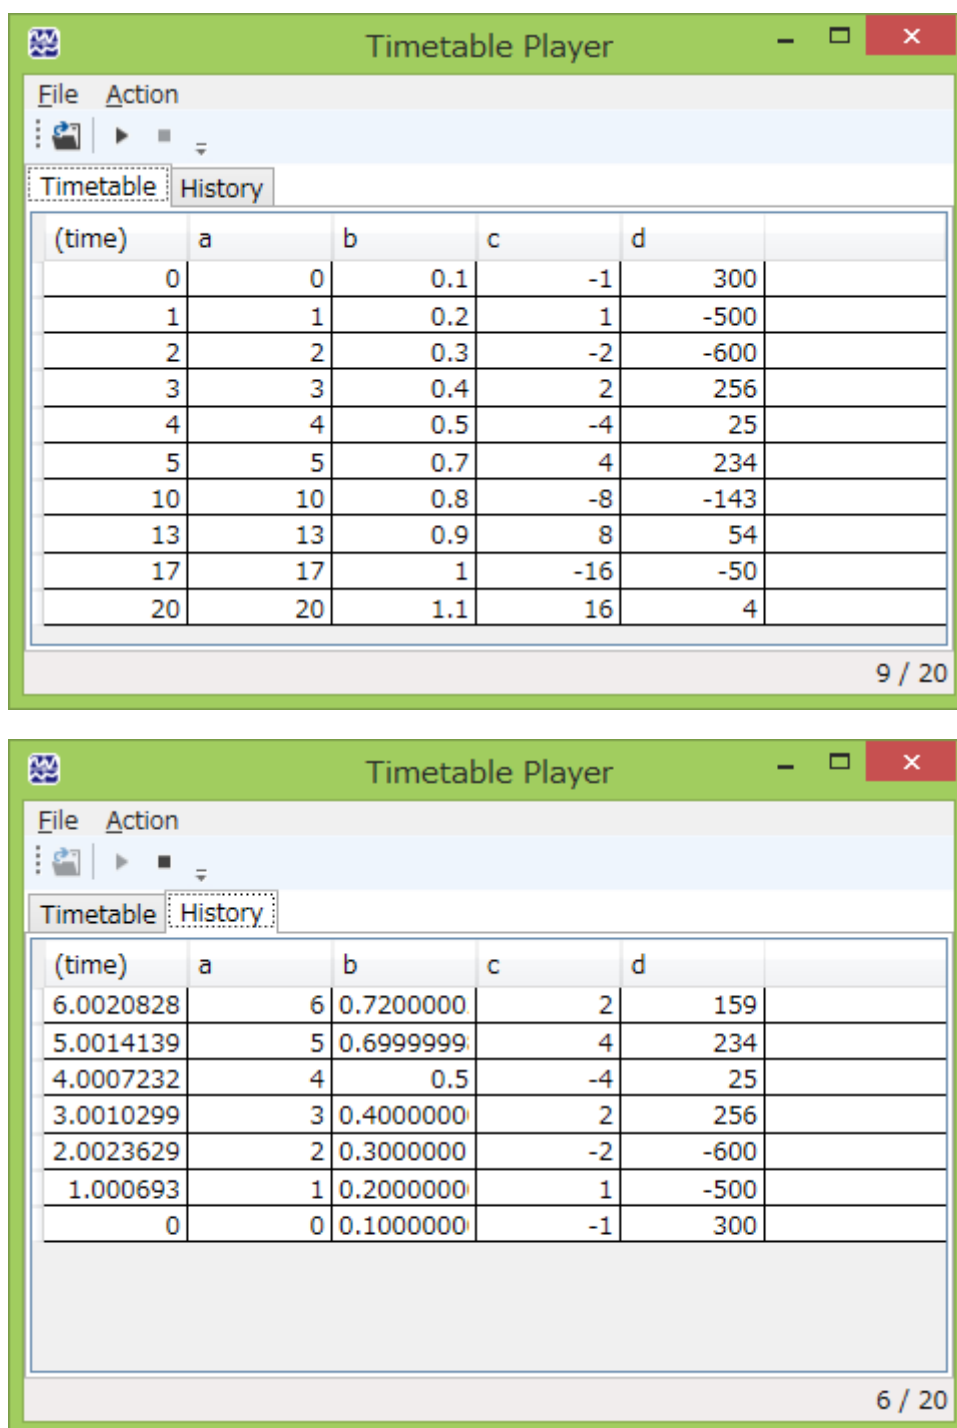 Timetable Player
File Action
Timetable History
(time) a b c d
0 0 0.1 -1 300
1 1 0.2 1 -500
2 2 0.3 -2 -600
3 3 0.4 2 256
4 4 0.5 -4 25
5 5 0.7 4 234
10 10 0.8 -8 -143
13 13 0.9 8 54
17 17 1 -16 -50
20 20 1.1 16 4
9 / 20
Timetable Player
File Action
Timetable History
(time) a b c d
6.0020828 6 0.7200000 2 159
5.0014139 5 0.6999999 4 234
4.0007232 4 0.5 -4 25
3.0010299 3 0.4000000 2 256
2.0023629 2 0.3000000 -2 -600
1.000693 1 0.2000000 1 -500
0 0 0.1000000 -1 300
6 / 20